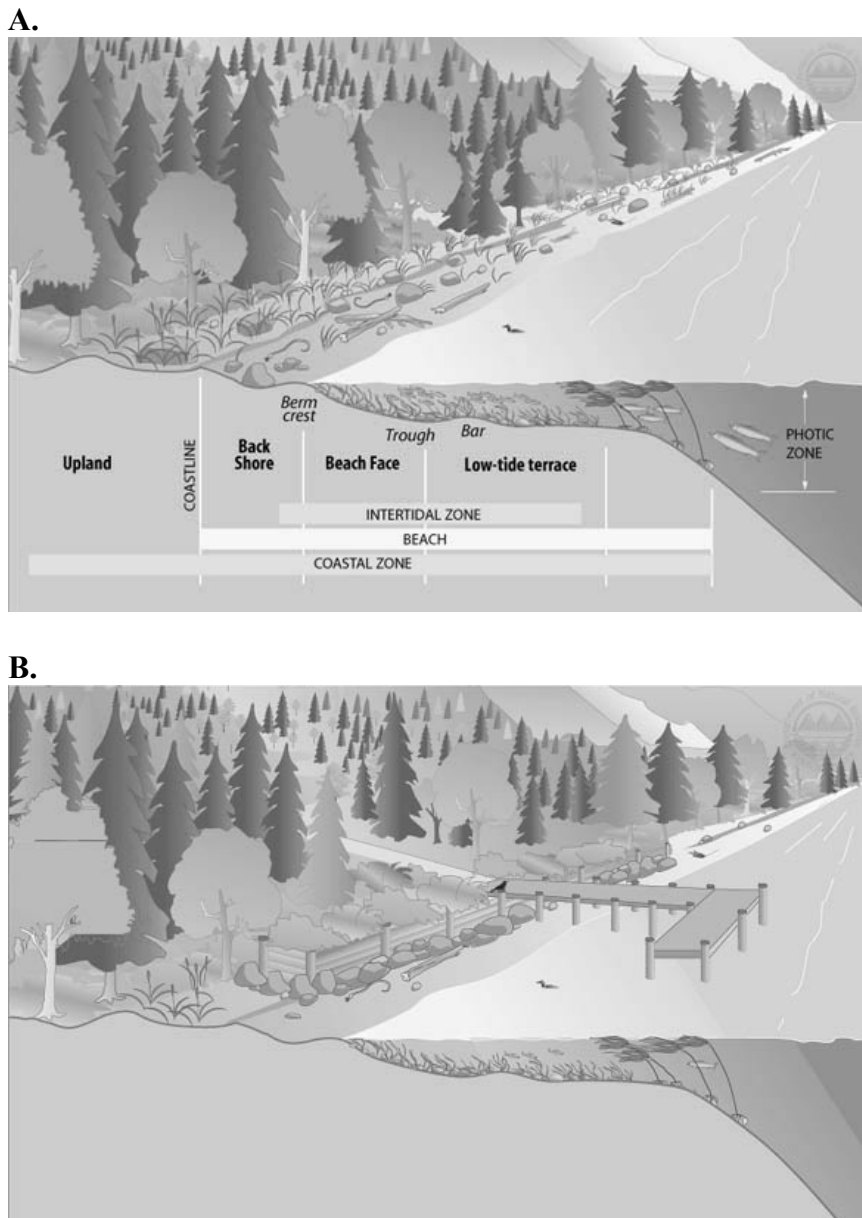 A.
Berm
crest
Trough
Bar
PHOTIC
ZONE
Upland
COASTLINE
Back
Shore
Beach Face
Low-tide terrace
INTERTIDAL ZONE
BEACH
COASTAL ZONE
B.